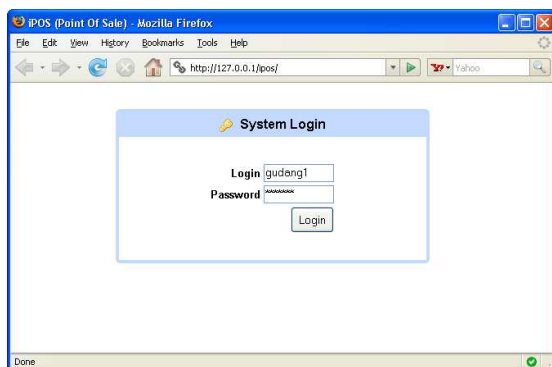 iPOS (Point Of Sale) - Mozilla Firefox
File Edit View History Bookmarks Tools Help
http://127.0.0.1/ipos/ Yahoo
System Login
Login gudang1
Password *******
Login
Done